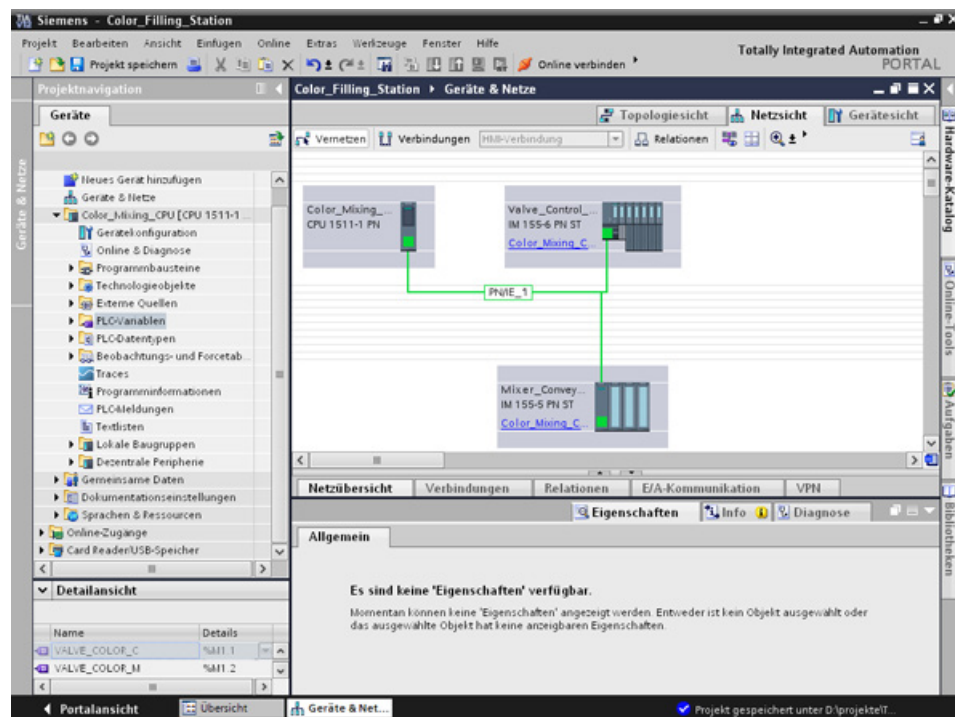 Siemens - Color_Filling_Station
Projekt Bearbeiten Ansicht Einfügen Online Extras Werkzeuge Fenster Hilfe
Totally Integrated Automation
PORTAL
Projekt speichern
Online verbinden
Projektnavigation
Color_Filling_Station Geräte & Netze
Geräte
Topologiesicht Netzsicht Gerätesicht
Vernetzen Verbindungen HMI-Verbindung Relationen
Neues Gerät hinzufügen
Geräte & Netze
Color_Mixing_CPU [CPU 1511-1 ...
Gerätekonfiguration
Online & Diagnose
Programmbausteine
Technologieobjekte
Externe Quellen
PLC-Variablen
PLC-Datentypen
Beobachtungs- und Forcetab...
Traces
Programminformationen
PLC-Meldungen
Textlisten
Lokale Baugruppen
Dezentrale Peripherie
Gemeinsame Daten
Dokumentationseinstellungen
Sprachen & Ressourcen
Online-Zugänge
Card Reader/USB-Speicher
Color_Mixing_...
CPU 1511-1 PN
Valve_Control_...
IM 155-6 PN ST
Color_Mixing_C...
PN/IE_1
Mixer_Convey...
IM 155-5 PN ST
Color_Mixing_C...
Netzübersicht Verbindungen Relationen E/A-Kommunikation VPN
Eigenschaften Info Diagnose
Allgemein
Es sind keine 'Eigenschaften' verfügbar.
Momentan können keine 'Eigenschaften' angezeigt werden. Entweder ist kein Objekt ausgewählt oder
das ausgewählte Objekt hat keine anzeigbaren Eigenschaften.
Detailansicht
Name Details
VALVE_COLOR_C %M1.1
VALVE_COLOR_M %M1.2
Portalansicht Übersicht Geräte & Net...
Projekt gespeichert unter D:\projekte\T...
Geräte & Netze
Hardware-Katalog
Online-Tools
Aufgaben
Bibliotheken